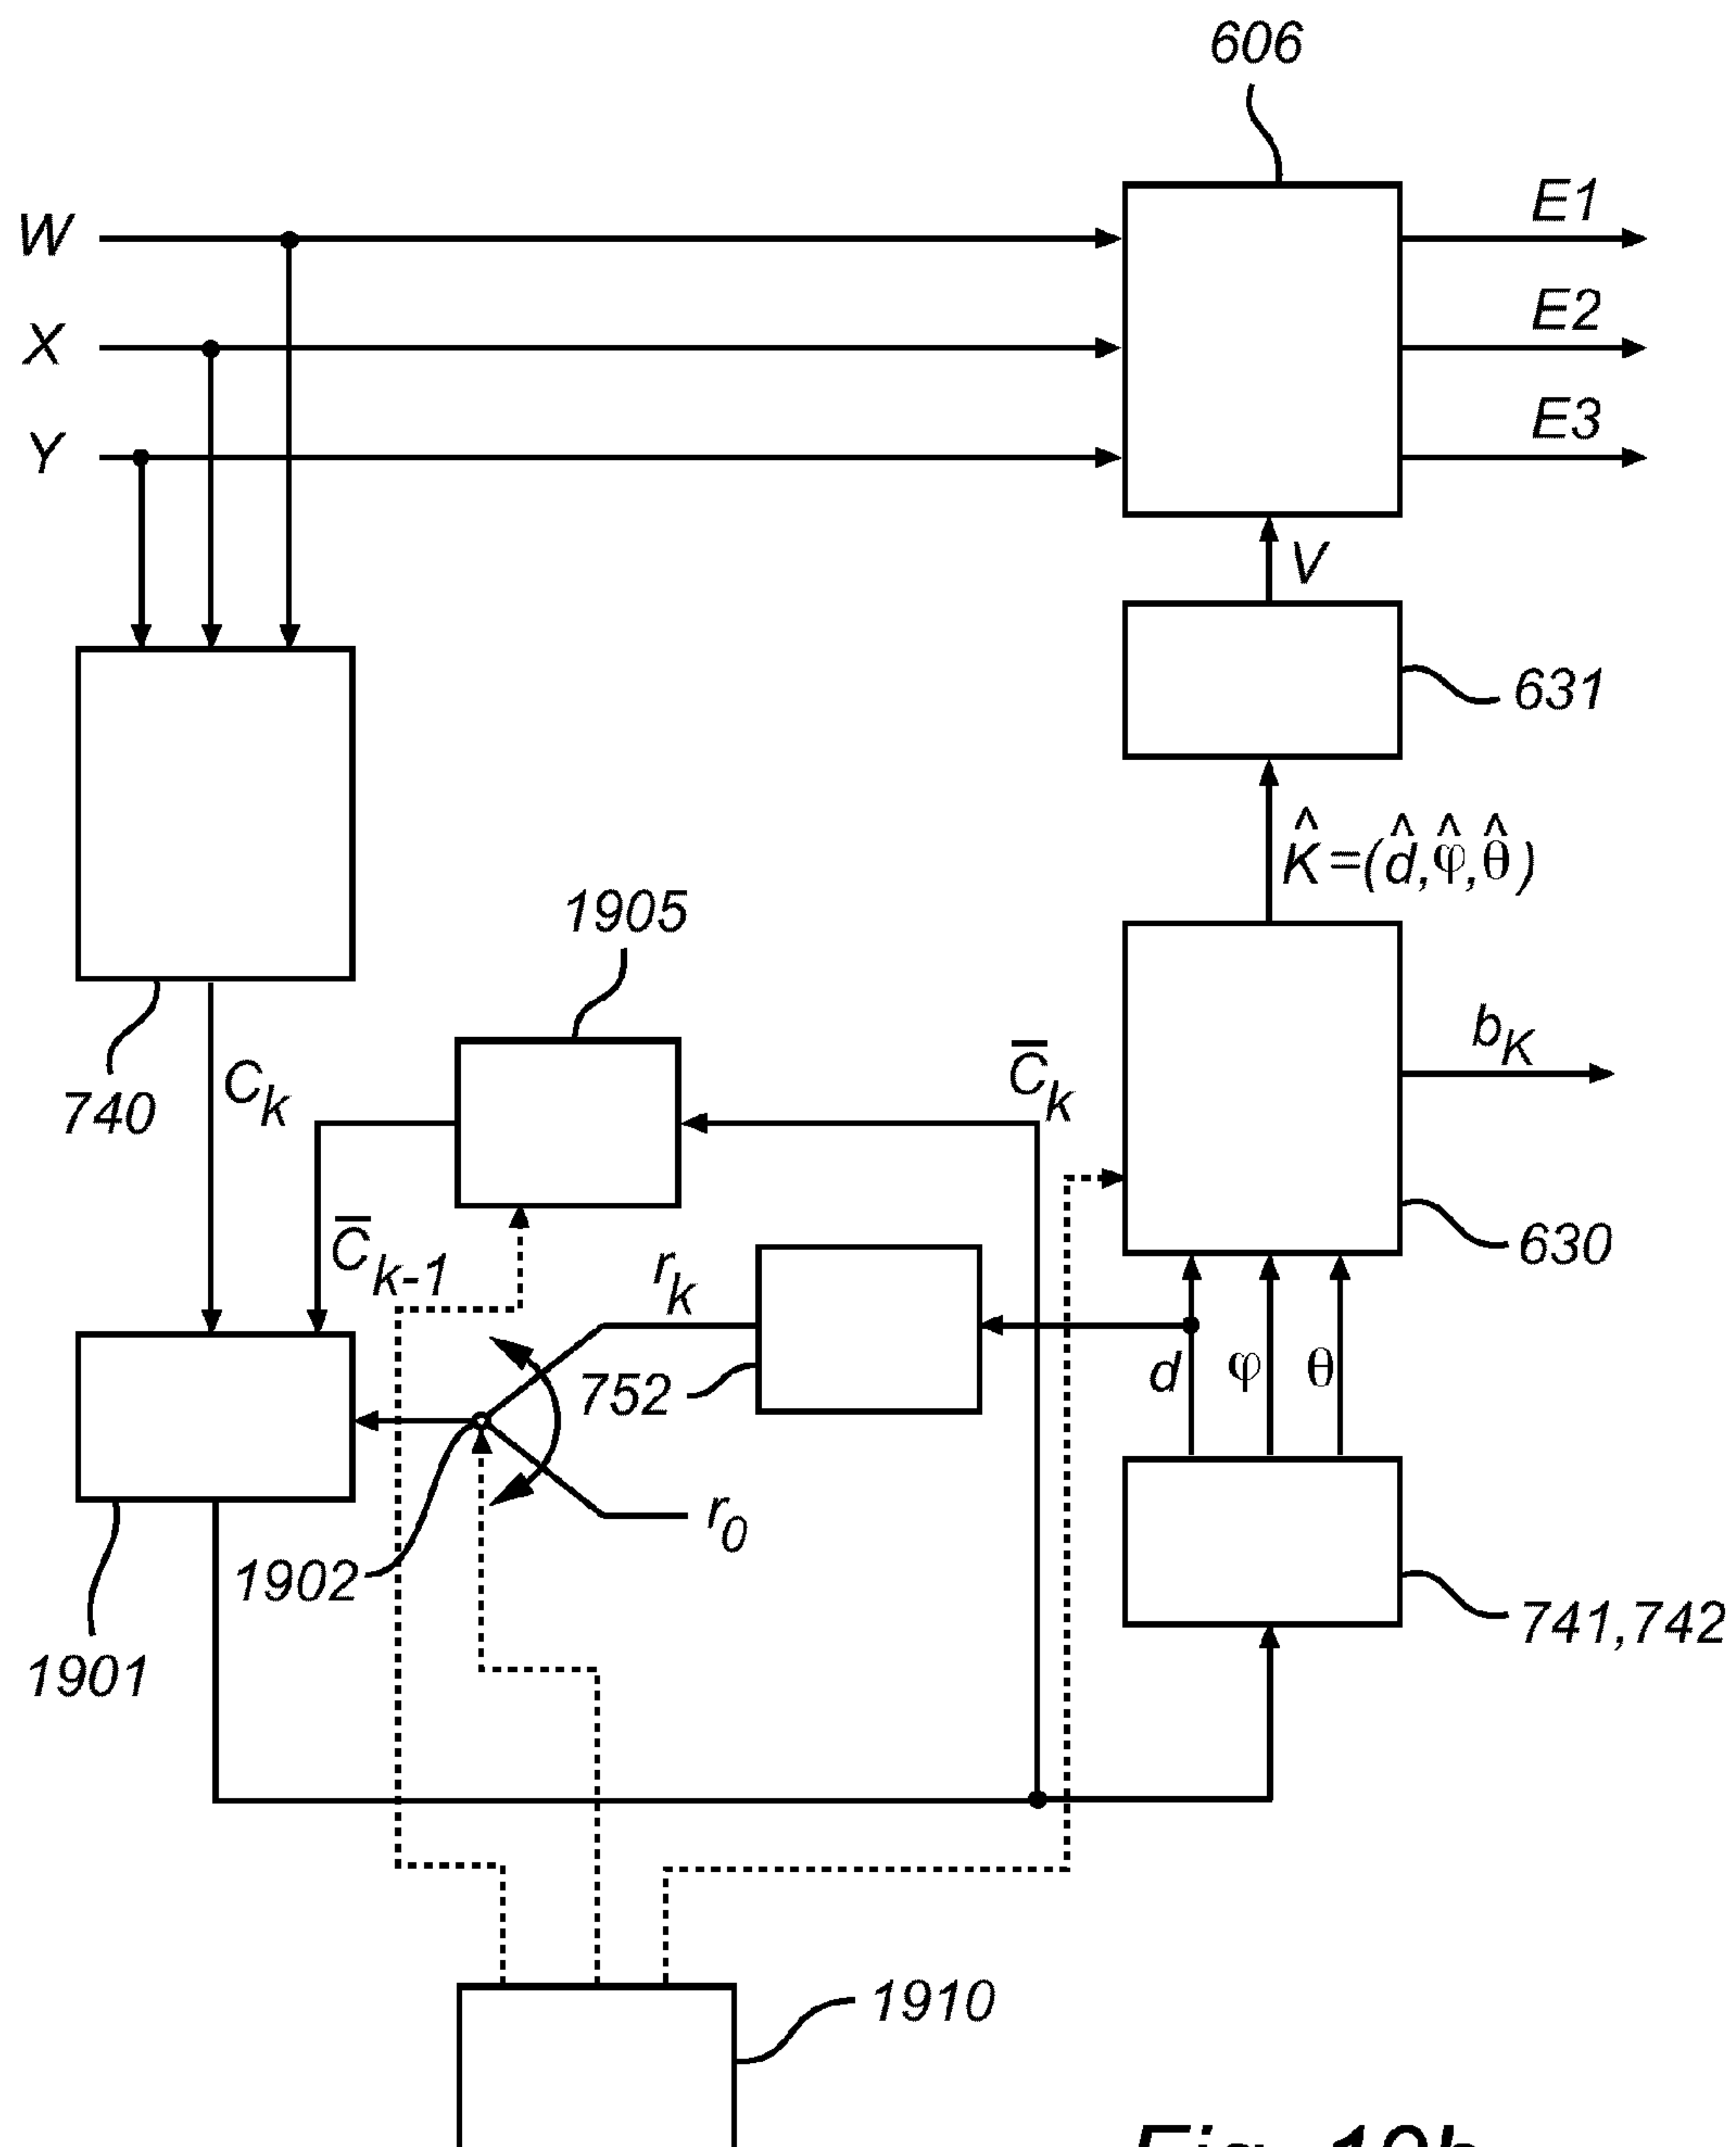 606
W
E1
X
E2
Y
E3
V
631
K̂=(d̂,φ̂,θ̂)
1905
b_K
C̅_k
C_k
740
630
C̅_{k-1}
r_k
752
d
φ
θ
r_0
1902
741,742
1901
1910